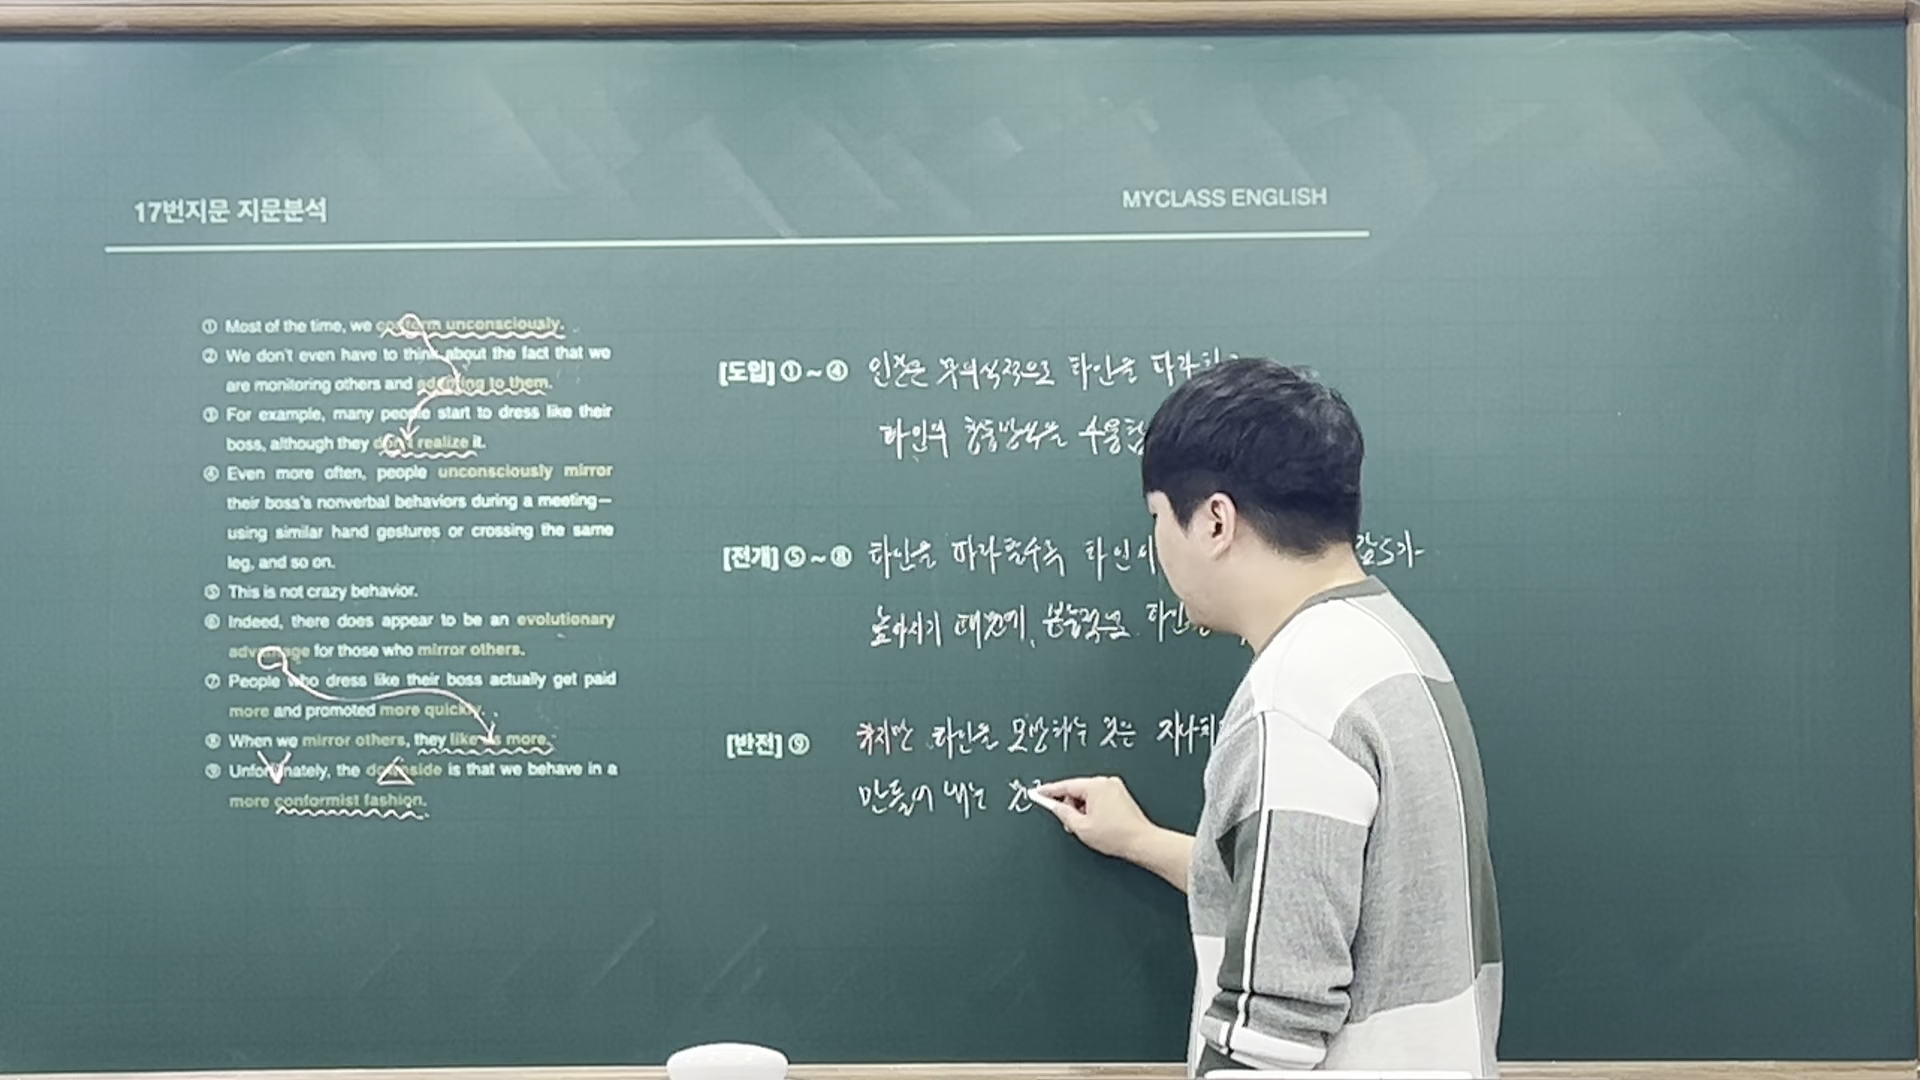 17번지문 지문분석
MYCLASS ENGLISH
① Most of the time, we conform unconsciously.
② We don't even have to think about the fact that we
are monitoring others and adapting to them.
③ For example, many people start to dress like their
boss, although they don't realize it.
④ Even more often, people unconsciously mirror
their boss's nonverbal behaviors during a meeting—
using similar hand gestures or crossing the same
leg, and so on.
⑤ This is not crazy behavior.
⑥ Indeed, there does appear to be an evolutionary
advantage for those who mirror others.
⑦ People who dress like their boss actually get paid
more and promoted more quickly.
⑧ When we mirror others, they like us more.
⑨ Unfortunately, the downside is that we behave in a
more conformist fashion.
[도입] ① ~ ④ 인간은 무의식적으로 타인을 따라
타인의 행동방식을 수용함
[전개] ⑤ ~ ⑧ 타인을 따라할수록 타인의 가
높아지기 때문에, 본능적으로 타인을
[반전] ⑨ 하지만 타인을 모방하는 것은 지나치
만들어 내는